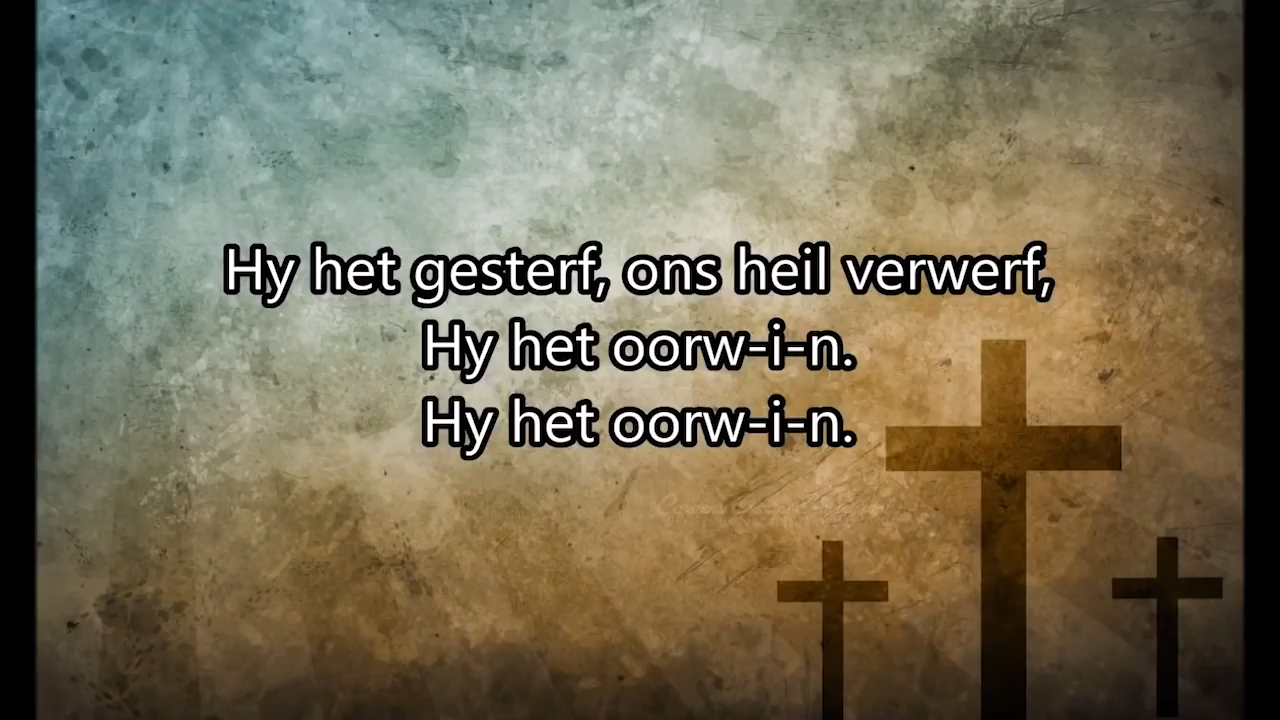 Hy het gesterf, ons heil verwerf,
Hy het oorw-i-n.
Hy het oorw-i-n.